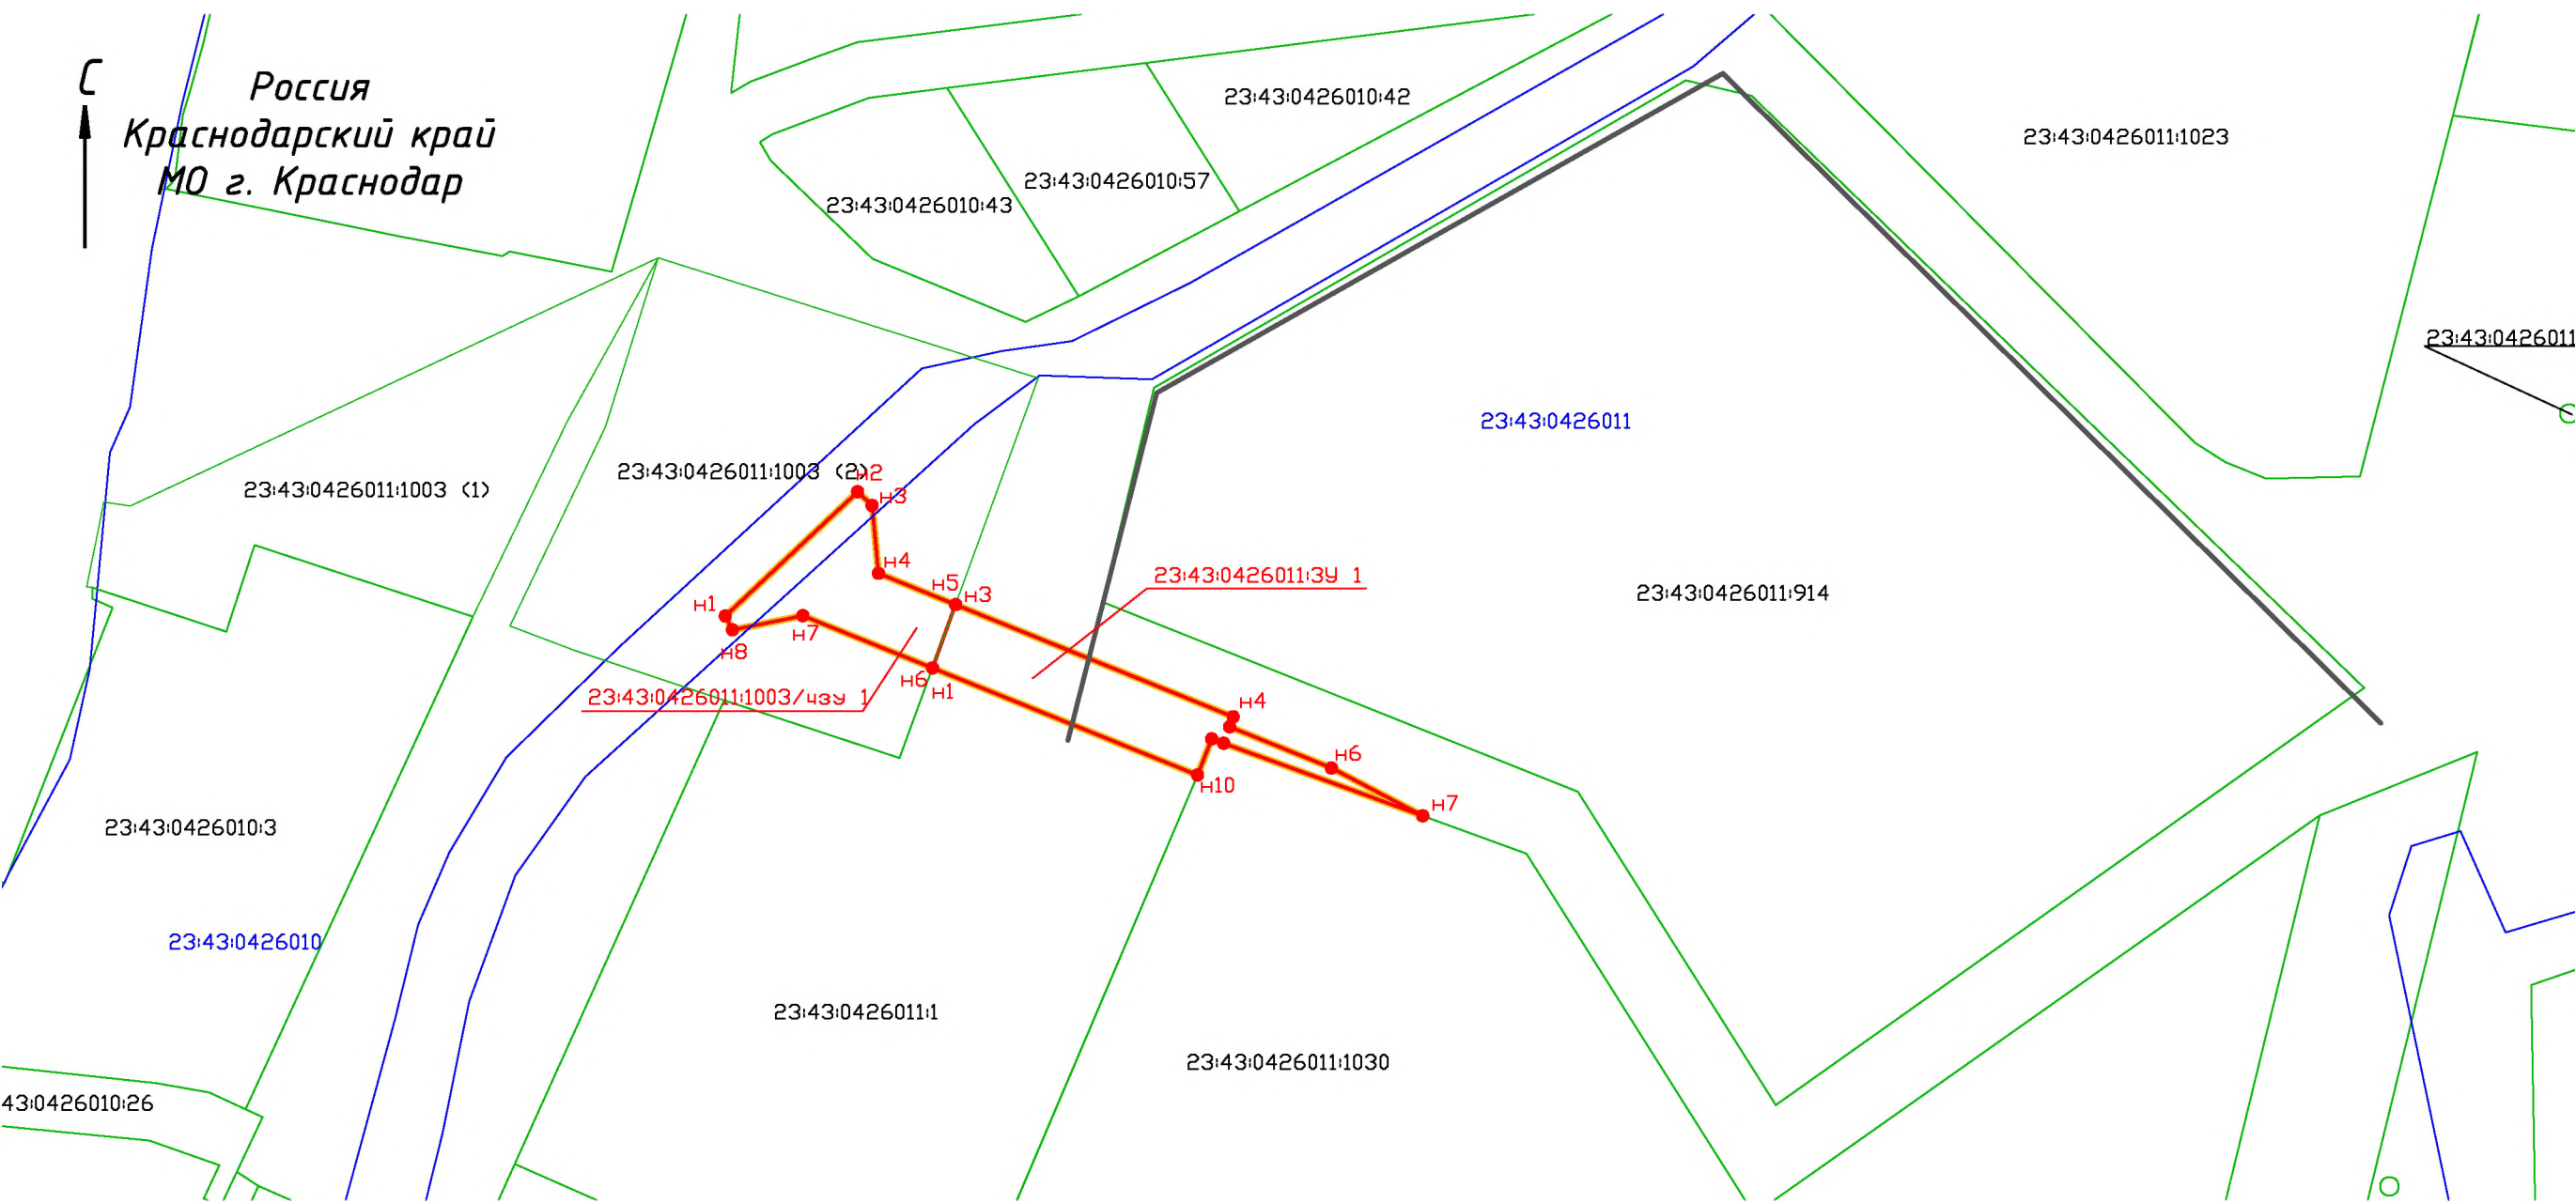 С
Россия
Краснодарский край
МО г. Краснодар
23:43:0426010:42
23:43:0426011:1023
23:43:0426010:57
23:43:0426010:43
23:43:0426011
23:43:0426011
23:43:0426011:1003 (2)
23:43:0426011:1003 (1)
н2
н3
н4
23:43:0426011:ЗУ 1
н5
н3
23:43:0426011:914
н1
н7
н8
н6
н1
23:43:0426011:1003/чзу 1
н4
н6
н10
н7
23:43:0426010:3
23:43:0426010
23:43:0426011:1
23:43:0426011:1030
43:0426010:26